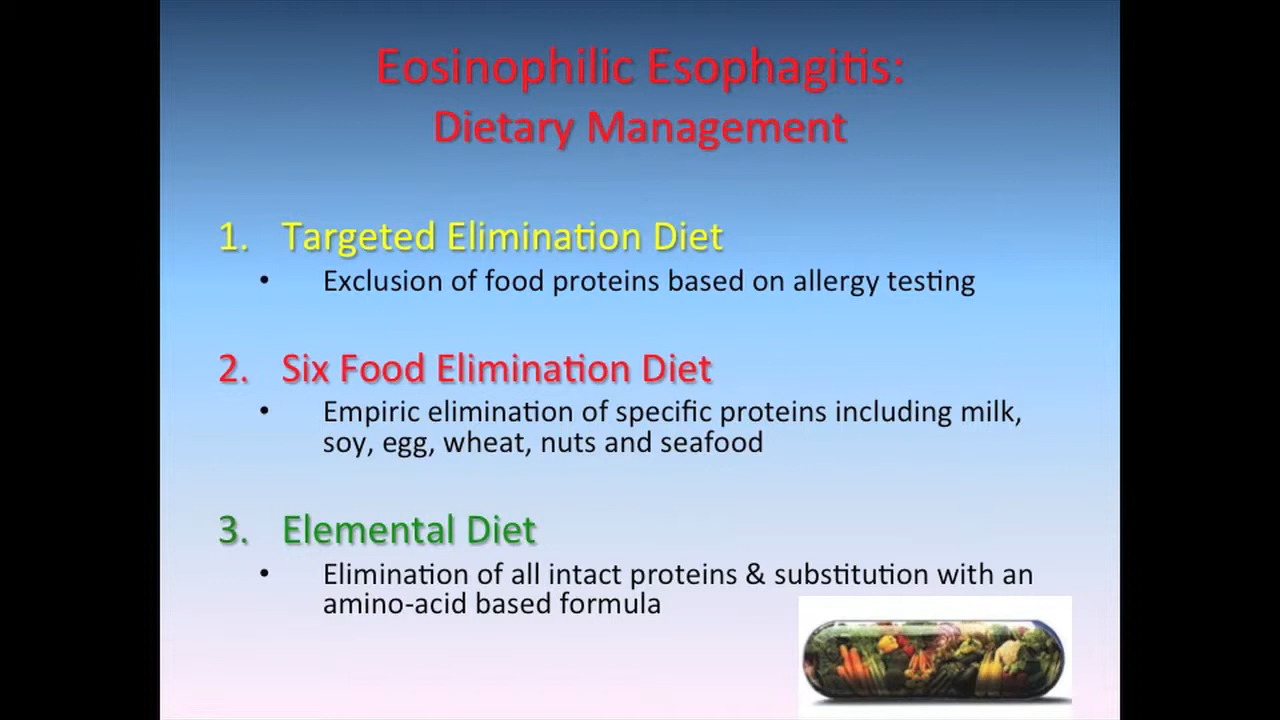 Eosinophilic Esophagitis:
Dietary Management
1. Targeted Elimination Diet
• Exclusion of food proteins based on allergy testing
2. Six Food Elimination Diet
• Empiric elimination of specific proteins including milk,
soy, egg, wheat, nuts and seafood
3. Elemental Diet
• Elimination of all intact proteins & substitution with an
amino-acid based formula